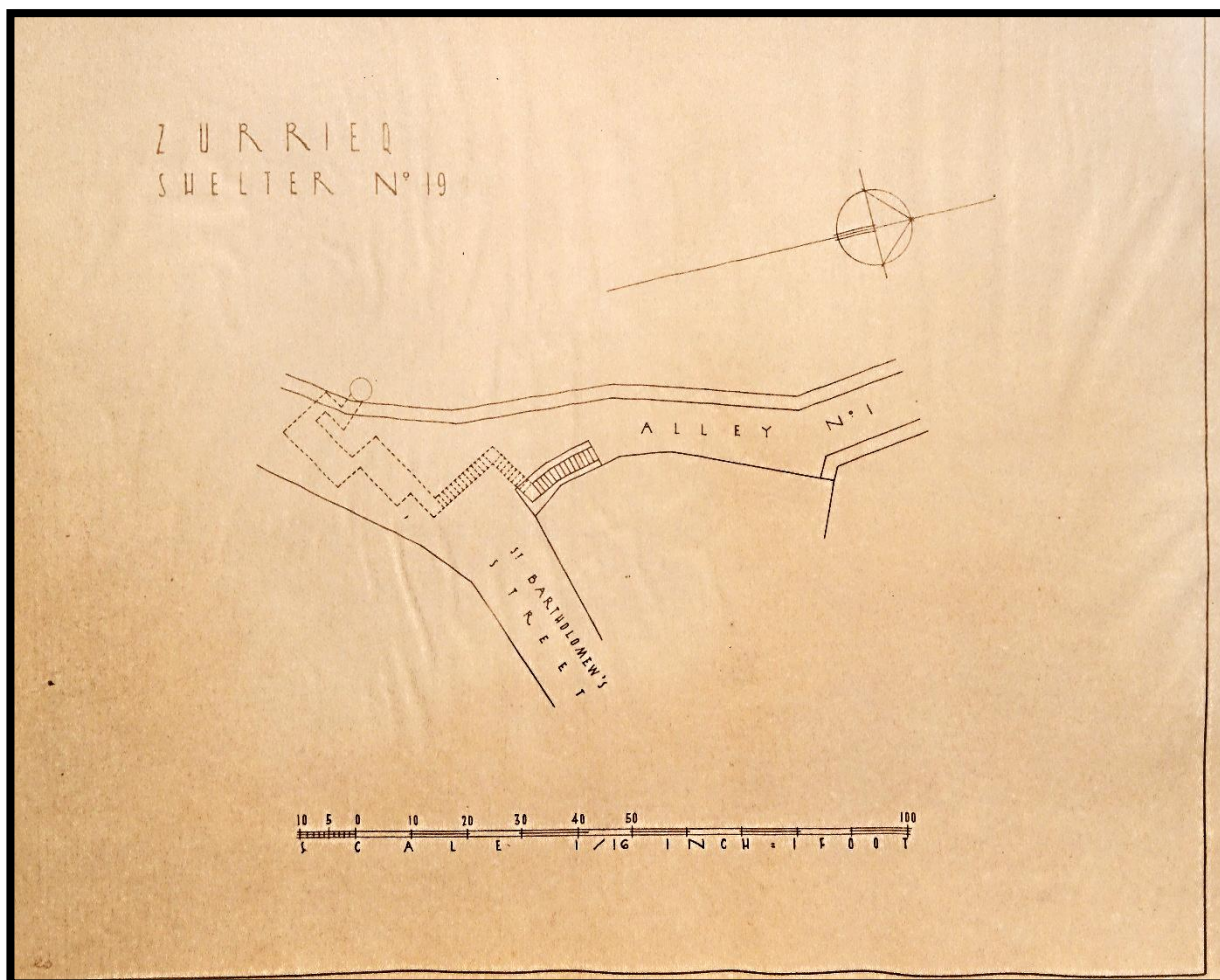 ZURRIEQ
SHELTER Nº 19
ALLEY Nº 1
ST BARTHOLOMEW'S
STREET
10 5 0 10 20 30 40 50 100
SCALE 1/16 INCH = 1 FOOT